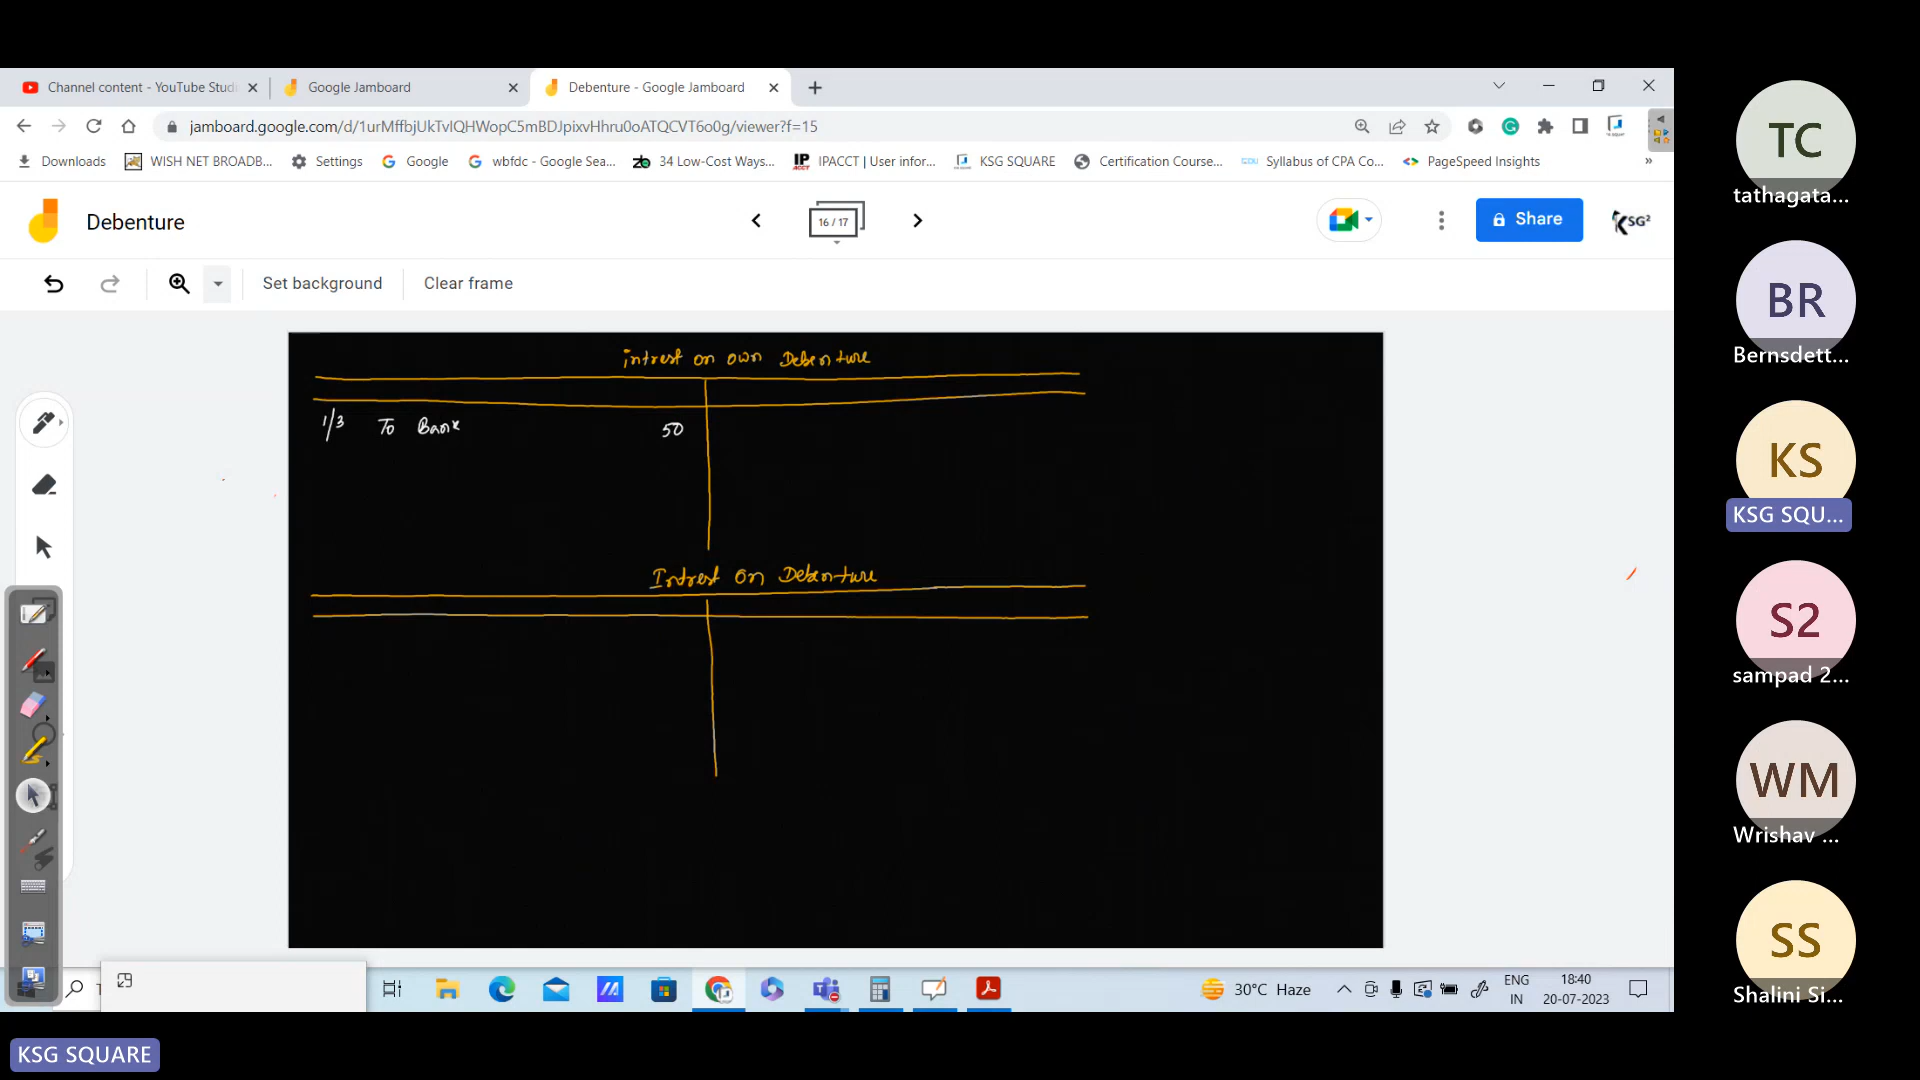 Channel content - YouTube Studi
Google Jamboard
Debenture - Google Jamboard
jamboard.google.com/d/1urMffbjUkTvIQHWopC5mBDJpixvHhru0oATQCVT6o0g/viewer?f=15
Downloads
WISH NET BROADB...
Settings
Google
wbfdc - Google Sea...
34 Low-Cost Ways...
IPACCT | User infor...
KSG SQUARE
Certification Course...
Syllabus of CPA Co...
PageSpeed Insights
»
Debenture
16 / 17
Share
KSG²
Set background
Clear frame
intrest on own Debenture
1/3 To Bank 50
Intrest on Debenture
30°C Haze
ENG
IN
18:40
20-07-2023
TC
tathagata...
BR
Bernsdett...
KS
KSG SQU...
S2
sampad 2...
WM
Wrishav ...
SS
Shalini Si...
KSG SQUARE